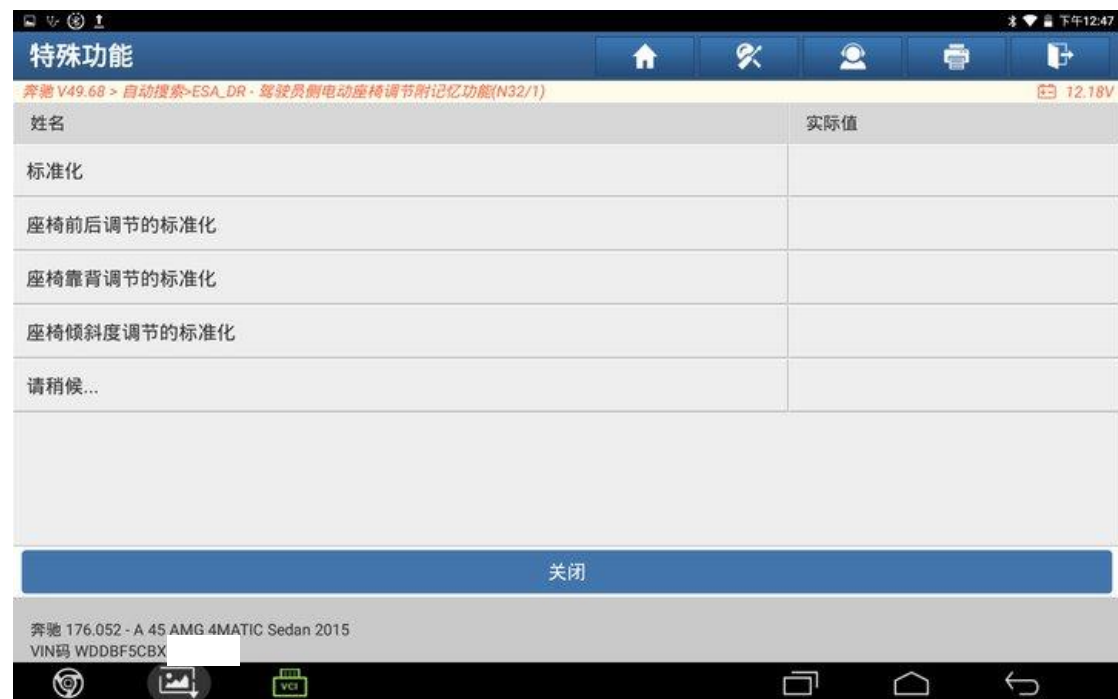 下午12:47
特殊功能
奔驰 V49.68 > 自动搜索>ESA_DR - 驾驶员侧电动座椅调节附记忆功能(N32/1)
12.18V
姓名
实际值
标准化
座椅前后调节的标准化
座椅靠背调节的标准化
座椅倾斜度调节的标准化
请稍候...
关闭
奔驰 176.052 - A 45 AMG 4MATIC Sedan 2015
VIN码 WDDBF5CBX
VCI